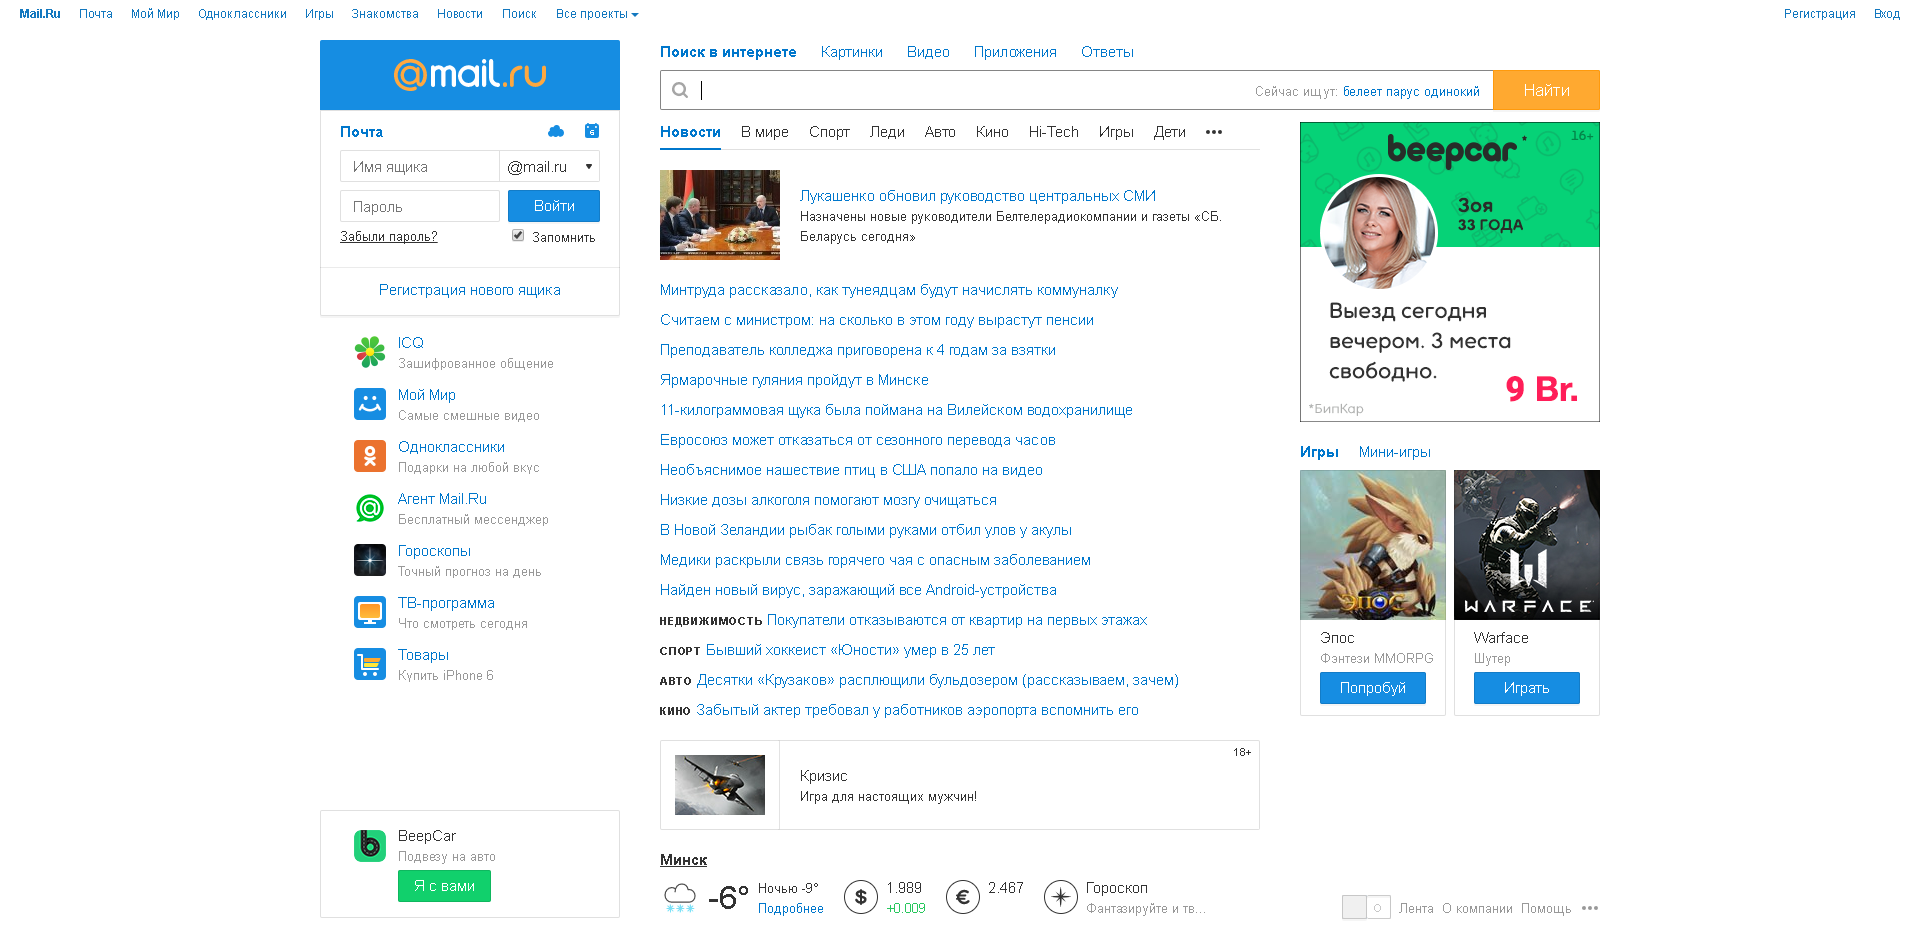 Mail.Ru Почта Мой Мир Одноклассники Игры Знакомства Новости Поиск Все проекты Регистрация Вход
@mail.ru
Почта
6
Имя ящика @mail.ru
Пароль Войти
Забыли пароль? Запомнить
Регистрация нового ящика
ICQ
Зашифрованное общение
Мой Мир
Самые смешные видео
Одноклассники
Подарки на любой вкус
Агент Mail.Ru
Бесплатный мессенджер
Гороскопы
Точный прогноз на день
ТВ-программа
Что смотреть сегодня
Товары
Купить iPhone 6
BeepCar
Подвезу на авто
Я с вами
Поиск в интернете Картинки Видео Приложения Ответы
Сейчас ищут: белеет парус одинокий Найти
Новости В мире Спорт Леди Авто Кино Hi-Tech Игры Дети •••
Лукашенко обновил руководство центральных СМИ
Назначены новые руководители Белтелерадиокомпании и газеты «СБ.
Беларусь сегодня»
Минтруда рассказало, как тунеядцам будут начислять коммуналку
Считаем с министром: на сколько в этом году вырастут пенсии
Преподаватель колледжа приговорена к 4 годам за взятки
Ярмарочные гуляния пройдут в Минске
11-килограммовая щука была поймана на Вилейском водохранилище
Евросоюз может отказаться от сезонного перевода часов
Необъяснимое нашествие птиц в США попало на видео
Низкие дозы алкоголя помогают мозгу очищаться
В Новой Зеландии рыбак голыми руками отбил улов у акулы
Медики раскрыли связь горячего чая с опасным заболеванием
Найден новый вирус, заражающий все Android-устройства
НЕДВИЖИМОСТЬ Покупатели отказываются от квартир на первых этажах
СПОРТ Бывший хоккеист «Юности» умер в 25 лет
АВТО Десятки «Крузаков» расплющили бульдозером (рассказываем, зачем)
КИНО Забытый актер требовал у работников аэропорта вспомнить его
18+
Кризис
Игра для настоящих мужчин!
Минск
-6° Ночью -9° $ 1.989 € 2.467 Гороскоп
Подробнее +0.009 Фантазируйте и тв...
16+
beepcar*
Зоя
33 ГОДА
Выезд сегодня
вечером. 3 места
свободно.
9 Br.
*БипКар
Игры Мини-игры
ЭПОС
WARFACE
Эпос
Фэнтези MMORPG
Попробуй
Warface
Шутер
Играть
Лента О компании Помощь •••